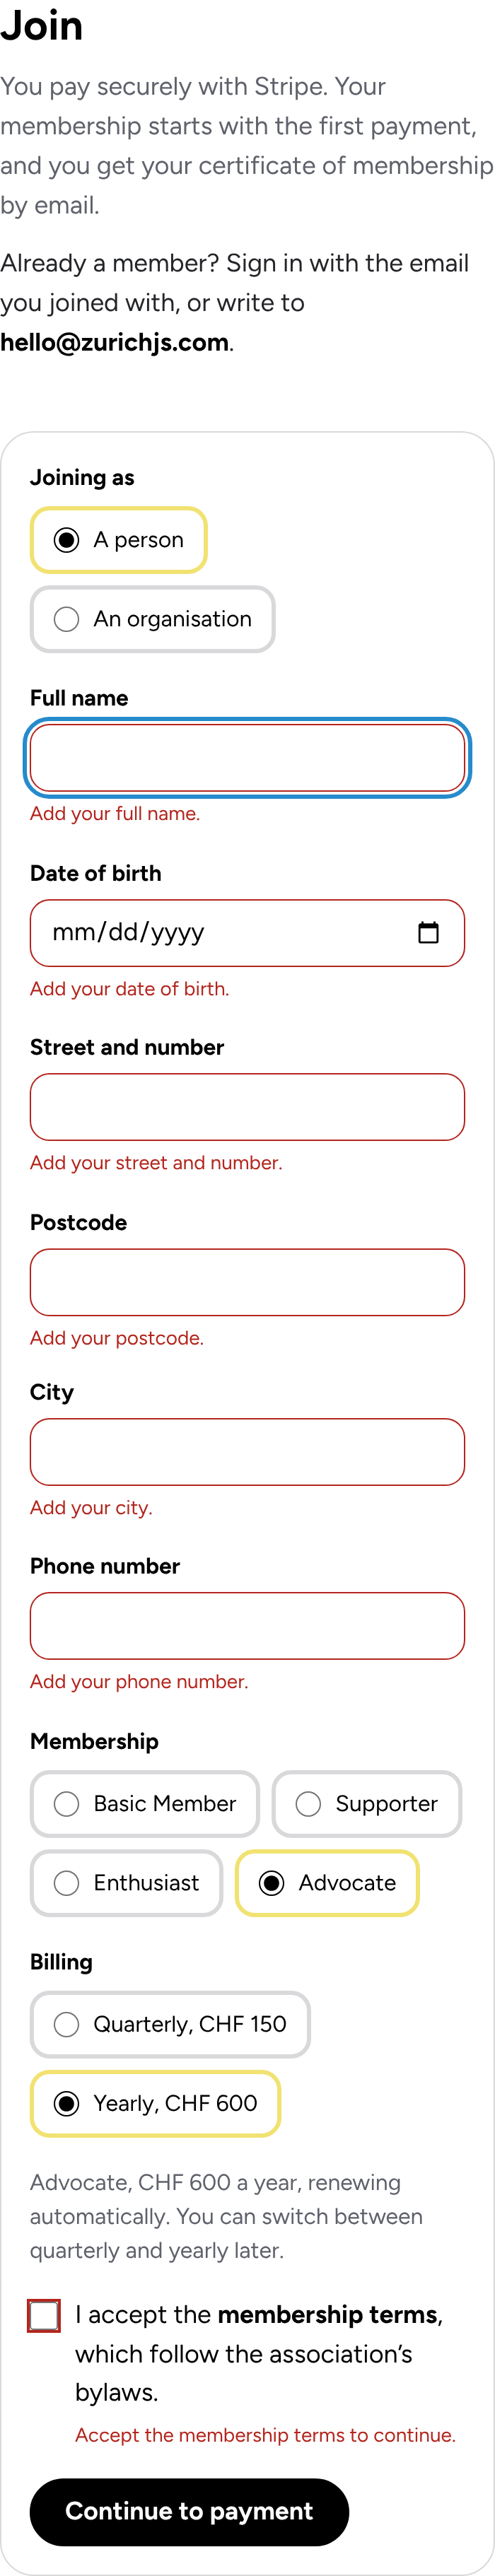 Join
You pay securely with Stripe. Your
membership starts with the first payment,
and you get your certificate of membership
by email.
Already a member? Sign in with the email
you joined with, or write to
hello@zurichjs.com.
Joining as
A person
An organisation
Full name
Add your full name.
Date of birth
mm/dd/yyyy
Add your date of birth.
Street and number
Add your street and number.
Postcode
Add your postcode.
City
Add your city.
Phone number
Add your phone number.
Membership
Basic Member
Supporter
Enthusiast
Advocate
Billing
Quarterly, CHF 150
Yearly, CHF 600
Advocate, CHF 600 a year, renewing
automatically. You can switch between
quarterly and yearly later.
I accept the membership terms,
which follow the association’s
bylaws.
Accept the membership terms to continue.
Continue to payment